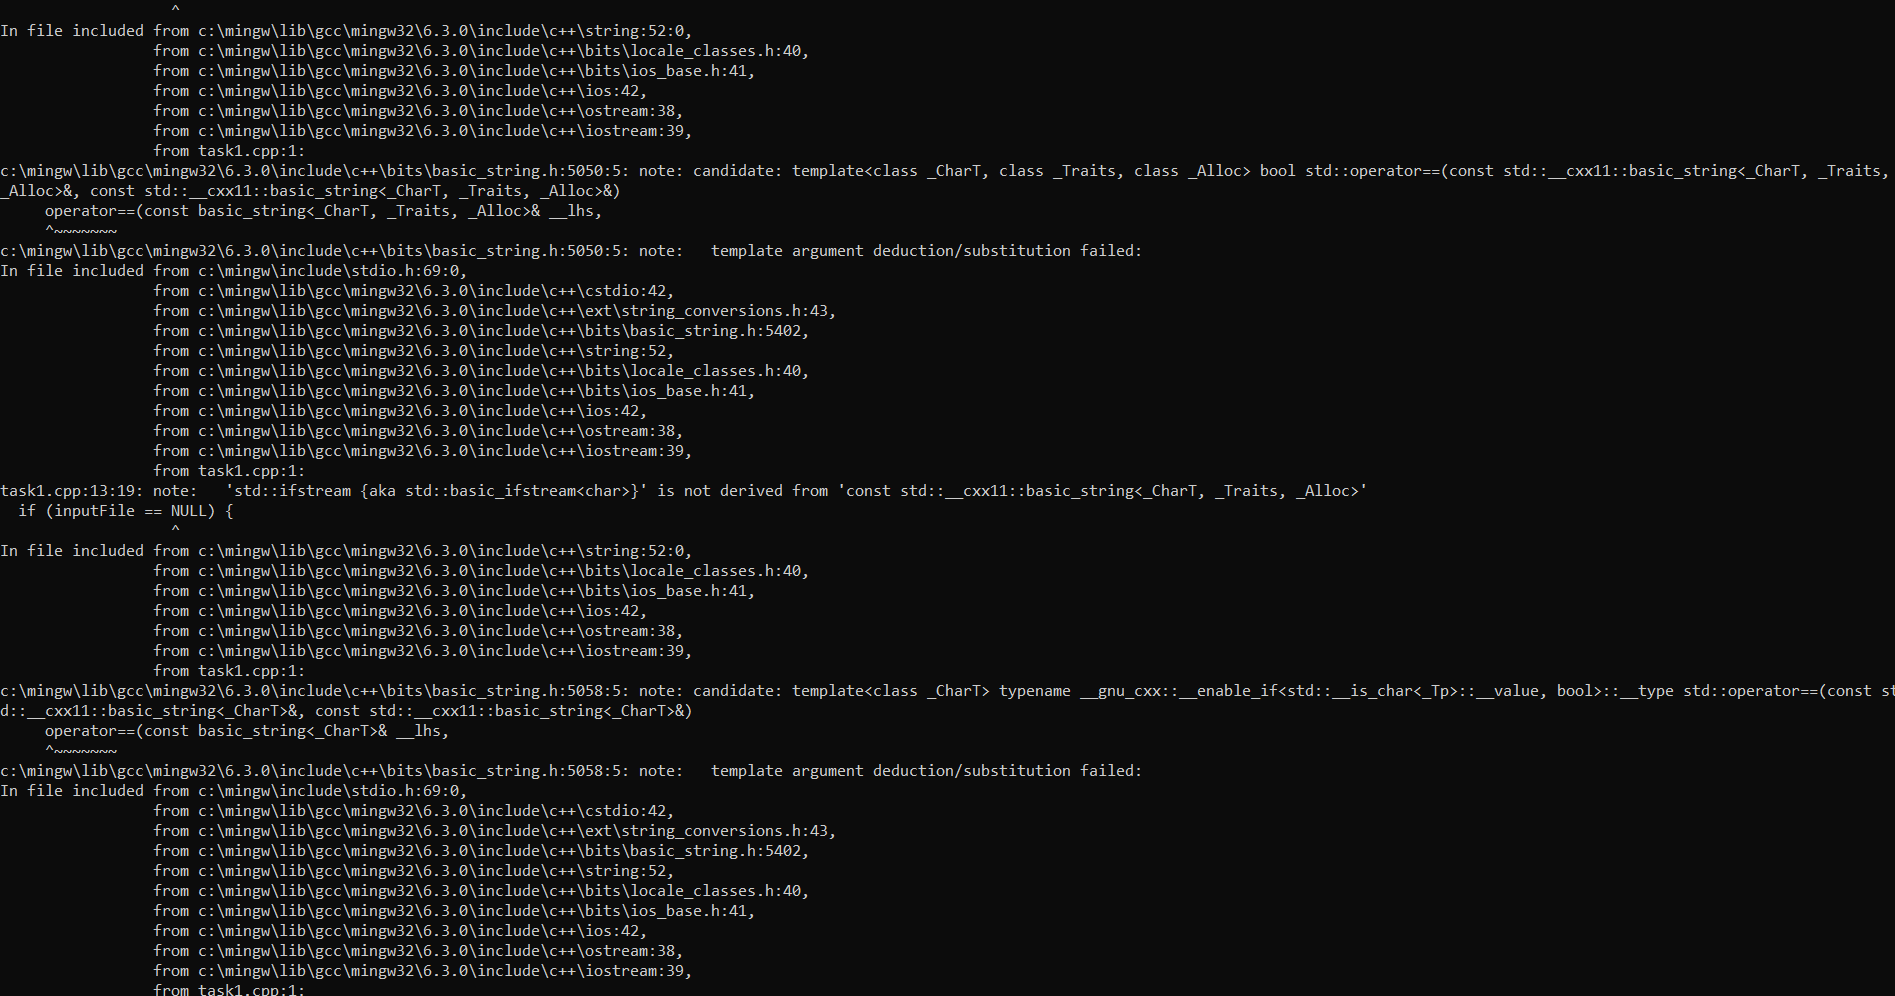 ^
In file included from c:\mingw\lib\gcc\mingw32\6.3.0\include\c++\string:52:0,
                 from c:\mingw\lib\gcc\mingw32\6.3.0\include\c++\bits\locale_classes.h:40,
                 from c:\mingw\lib\gcc\mingw32\6.3.0\include\c++\bits\ios_base.h:41,
                 from c:\mingw\lib\gcc\mingw32\6.3.0\include\c++\ios:42,
                 from c:\mingw\lib\gcc\mingw32\6.3.0\include\c++\ostream:38,
                 from c:\mingw\lib\gcc\mingw32\6.3.0\include\c++\iostream:39,
                 from task1.cpp:1:
c:\mingw\lib\gcc\mingw32\6.3.0\include\c++\bits\basic_string.h:5050:5: note: candidate: template<class _CharT, class _Traits, class _Alloc> bool std::operator==(const std::__cxx11::basic_string<_CharT, _Traits,
_Alloc>&, const std::__cxx11::basic_string<_CharT, _Traits, _Alloc>&)
     operator==(const basic_string<_CharT, _Traits, _Alloc>& __lhs,
     ^~~~~~~~
c:\mingw\lib\gcc\mingw32\6.3.0\include\c++\bits\basic_string.h:5050:5: note:   template argument deduction/substitution failed:
In file included from c:\mingw\include\stdio.h:69:0,
                 from c:\mingw\lib\gcc\mingw32\6.3.0\include\c++\cstdio:42,
                 from c:\mingw\lib\gcc\mingw32\6.3.0\include\c++\ext\string_conversions.h:43,
                 from c:\mingw\lib\gcc\mingw32\6.3.0\include\c++\bits\basic_string.h:5402,
                 from c:\mingw\lib\gcc\mingw32\6.3.0\include\c++\string:52,
                 from c:\mingw\lib\gcc\mingw32\6.3.0\include\c++\bits\locale_classes.h:40,
                 from c:\mingw\lib\gcc\mingw32\6.3.0\include\c++\bits\ios_base.h:41,
                 from c:\mingw\lib\gcc\mingw32\6.3.0\include\c++\ios:42,
                 from c:\mingw\lib\gcc\mingw32\6.3.0\include\c++\ostream:38,
                 from c:\mingw\lib\gcc\mingw32\6.3.0\include\c++\iostream:39,
                 from task1.cpp:1:
task1.cpp:13:19: note:   'std::ifstream {aka std::basic_ifstream<char>}' is not derived from 'const std::__cxx11::basic_string<_CharT, _Traits, _Alloc>'
  if (inputFile == NULL) {
                   ^
In file included from c:\mingw\lib\gcc\mingw32\6.3.0\include\c++\string:52:0,
                 from c:\mingw\lib\gcc\mingw32\6.3.0\include\c++\bits\locale_classes.h:40,
                 from c:\mingw\lib\gcc\mingw32\6.3.0\include\c++\bits\ios_base.h:41,
                 from c:\mingw\lib\gcc\mingw32\6.3.0\include\c++\ios:42,
                 from c:\mingw\lib\gcc\mingw32\6.3.0\include\c++\ostream:38,
                 from c:\mingw\lib\gcc\mingw32\6.3.0\include\c++\iostream:39,
                 from task1.cpp:1:
c:\mingw\lib\gcc\mingw32\6.3.0\include\c++\bits\basic_string.h:5058:5: note: candidate: template<class _CharT> typename __gnu_cxx::__enable_if<std::__is_char<_Tp>::__value, bool>::__type std::operator==(const st
d::__cxx11::basic_string<_CharT>&, const std::__cxx11::basic_string<_CharT>&)
     operator==(const basic_string<_CharT>& __lhs,
     ^~~~~~~~
c:\mingw\lib\gcc\mingw32\6.3.0\include\c++\bits\basic_string.h:5058:5: note:   template argument deduction/substitution failed:
In file included from c:\mingw\include\stdio.h:69:0,
                 from c:\mingw\lib\gcc\mingw32\6.3.0\include\c++\cstdio:42,
                 from c:\mingw\lib\gcc\mingw32\6.3.0\include\c++\ext\string_conversions.h:43,
                 from c:\mingw\lib\gcc\mingw32\6.3.0\include\c++\bits\basic_string.h:5402,
                 from c:\mingw\lib\gcc\mingw32\6.3.0\include\c++\string:52,
                 from c:\mingw\lib\gcc\mingw32\6.3.0\include\c++\bits\locale_classes.h:40,
                 from c:\mingw\lib\gcc\mingw32\6.3.0\include\c++\bits\ios_base.h:41,
                 from c:\mingw\lib\gcc\mingw32\6.3.0\include\c++\ios:42,
                 from c:\mingw\lib\gcc\mingw32\6.3.0\include\c++\ostream:38,
                 from c:\mingw\lib\gcc\mingw32\6.3.0\include\c++\iostream:39,
                 from task1.cpp:1: